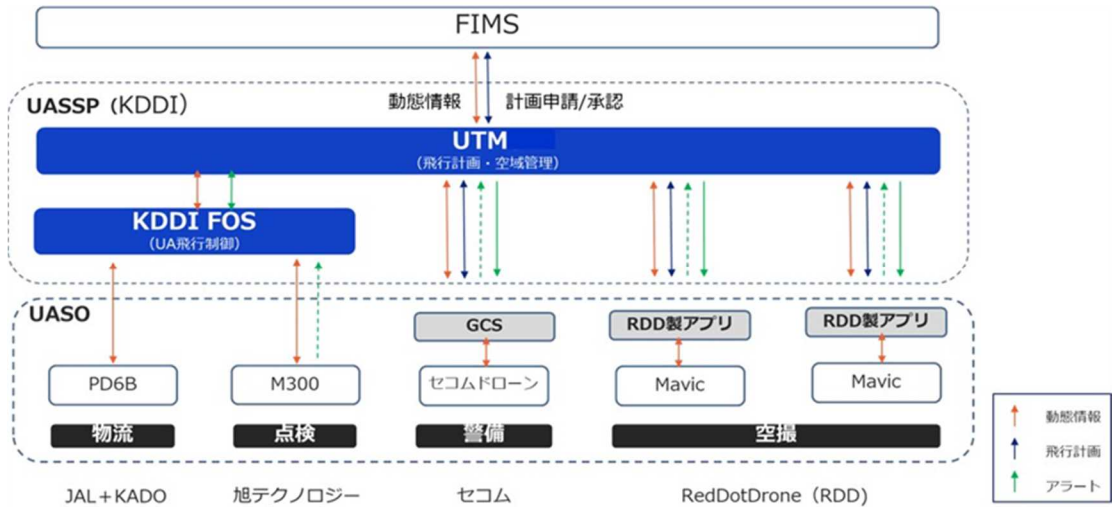 FIMS
動態情報 計画申請/承認
UASSP（KDDI）
UTM
（飛行計画・空域管理）
KDDI FOS
（UA飛行制御）
UASO
GCS
RDD製アプリ
RDD製アプリ
PD6B
M300
セコムドローン
Mavic
Mavic
物流
点検
警備
空撮
JAL＋KADO
旭テクノロジー
セコム
RedDotDrone（RDD）
動態情報
飛行計画
アラート